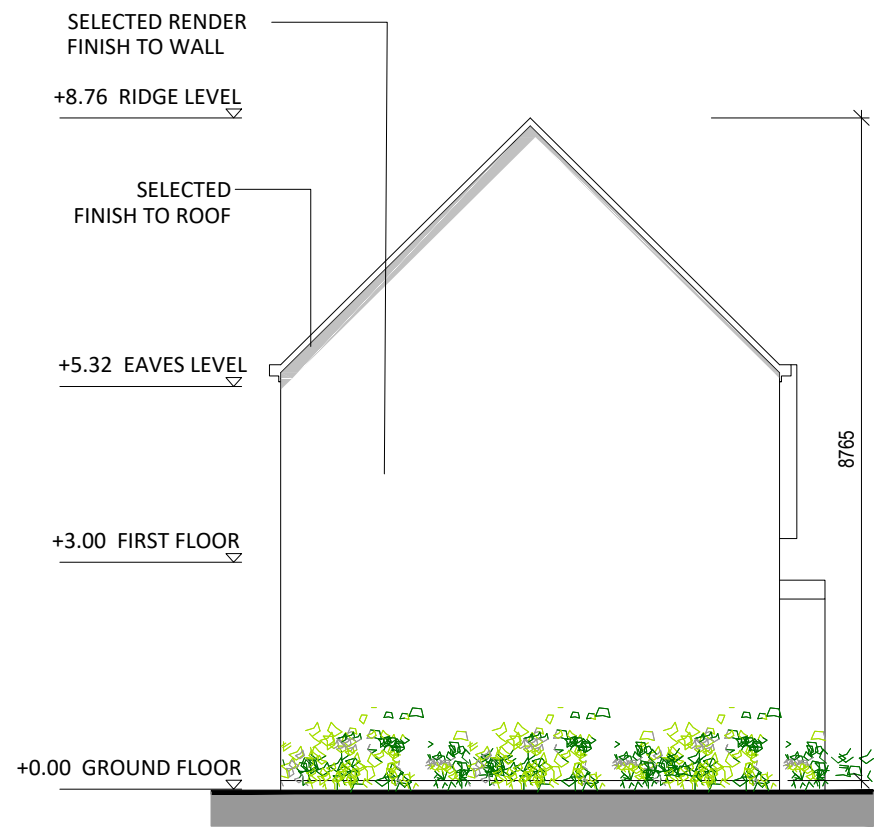 SELECTED RENDER
FINISH TO WALL
+8.76 RIDGE LEVEL
SELECTED
FINISH TO ROOF
+5.32 EAVES LEVEL
8765
+3.00 FIRST FLOOR
+0.00 GROUND FLOOR